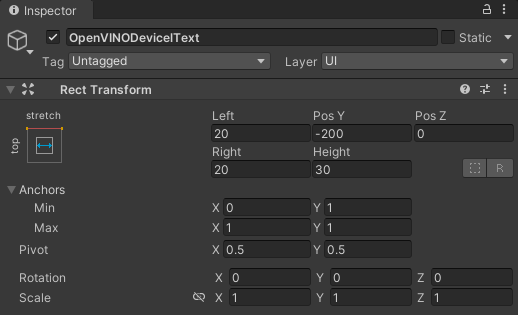 Inspector
OpenVINODevicelText Static
Tag Untagged Layer UI
Rect Transform
stretch Left Pos Y Pos Z
top 20 -200 0
Right Height
20 30 R
Anchors
Min X 0 Y 1
Max X 1 Y 1
Pivot X 0.5 Y 0.5
Rotation X 0 Y 0 Z 0
Scale X 1 Y 1 Z 1